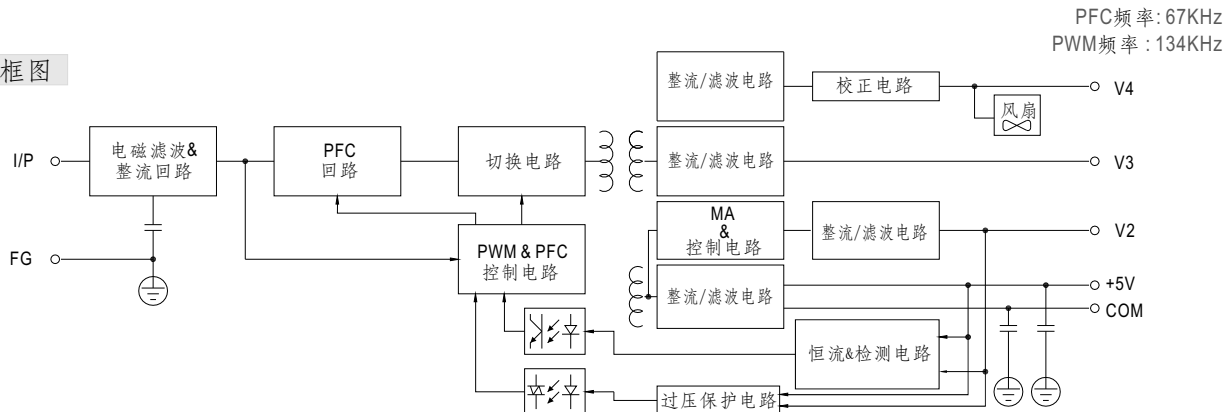 PFC频率: 67KHz
PWM频率 : 134KHz
框图
整流/滤波电路
校正电路
V4
风扇
I/P
电磁滤波&
整流回路
PFC
回路
切换电路
整流/滤波电路
V3
MA
&
控制电路
整流/滤波电路
V2
FG
PWM & PFC
控制电路
整流/滤波电路
+5V
COM
恒流&检测电路
过压保护电路